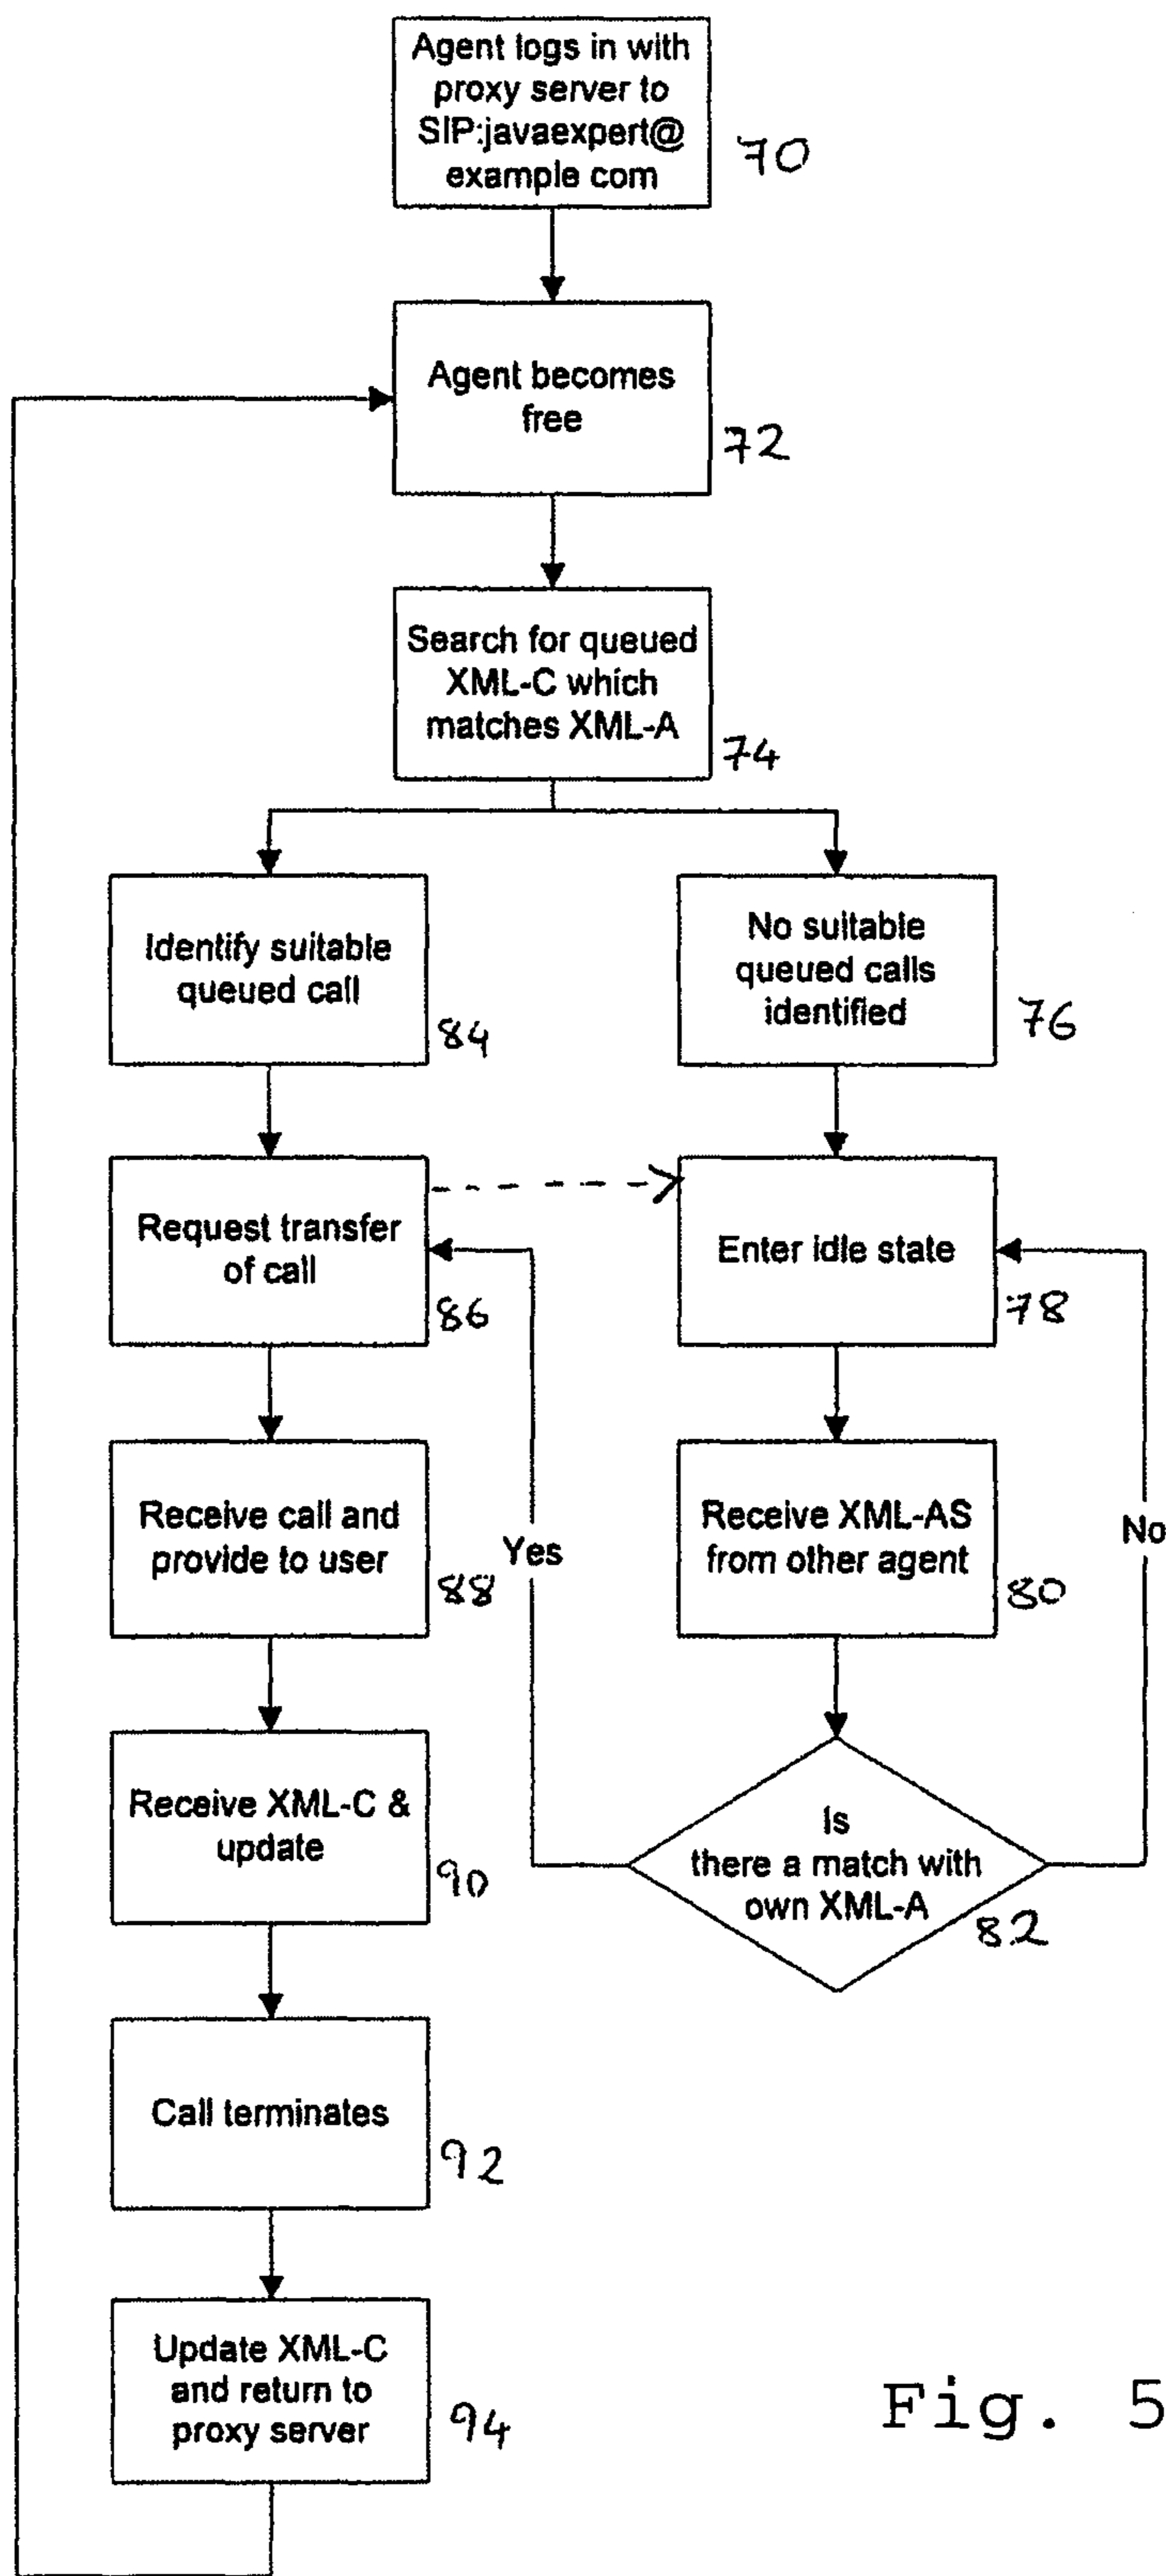 Agent logs in with
proxy server to
SIP:javaexpert@
example com
70
Agent becomes
free
72
Search for queued
XML-C which
matches XML-A
74
Identify suitable
queued call
84
No suitable
queued calls
identified
76
Request transfer
of call
86
Enter idle state
78
Receive call and
provide to user
88
Yes
Receive XML-AS
from other agent
80
No
Receive XML-C &
update
90
Is
there a match with
own XML-A
82
Call terminates
92
Update XML-C
and return to
proxy server
94
Fig. 5